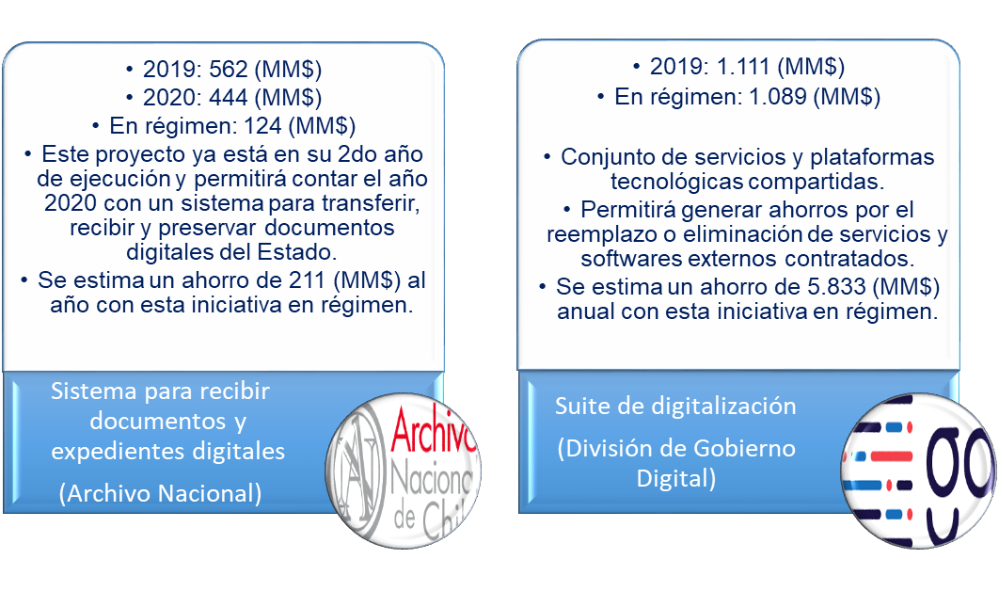 • 2019: 562 (MM$)
• 2020: 444 (MM$)
• En régimen: 124 (MM$)
• Este proyecto ya está en su 2do año
de ejecución y permitirá contar el año
2020 con un sistema para transferir,
recibir y preservar documentos
digitales del Estado.
• Se estima un ahorro de 211 (MM$) al
año con esta iniciativa en régimen.
Sistema para recibir
documentos y
expedientes digitales
(Archivo Nacional)
Archivo
Nacional
de Chile
• 2019: 1.111 (MM$)
• En régimen: 1.089 (MM$)
• Conjunto de servicios y plataformas
tecnológicas compartidas.
• Permitirá generar ahorros por el
reemplazo o eliminación de servicios y
softwares externos contratados.
• Se estima un ahorro de 5.833 (MM$)
anual con esta iniciativa en régimen.
Suite de digitalización
(División de Gobierno
Digital)
go